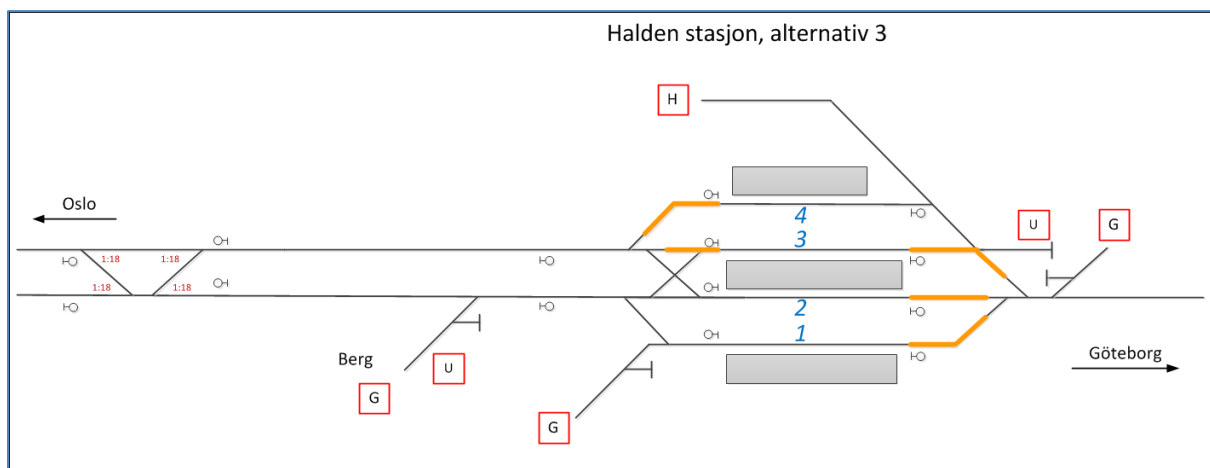 Halden stasjon, alternativ 3
H
Oslo
4
3
U
G
1:18
1:18
1:18
1:18
2
1
Berg
U
G
G
Göteborg